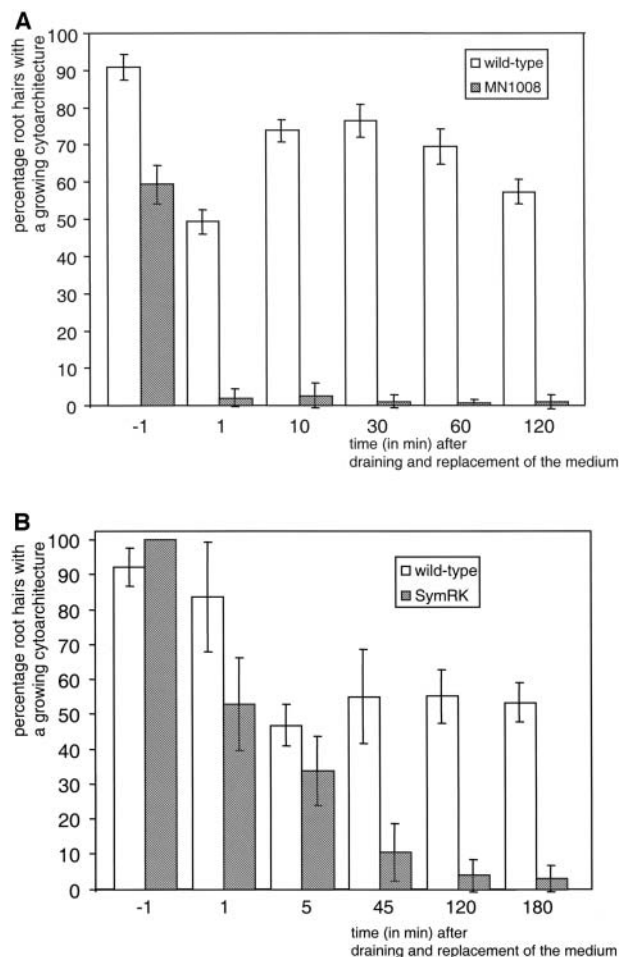 A
percentage root hairs with
a growing cytoarchitecture
100
90
80
70
60
50
40
30
20
10
0
wild-type
MN1008
-1 1 10 30 60 120
time (in min) after
draining and replacement of the medium
B
percentage root hairs with
a growing cytoarchitecture
100
90
80
70
60
50
40
30
20
10
0
wild-type
SymRK
-1 1 5 45 120 180
time (in min) after
draining and replacement of the medium